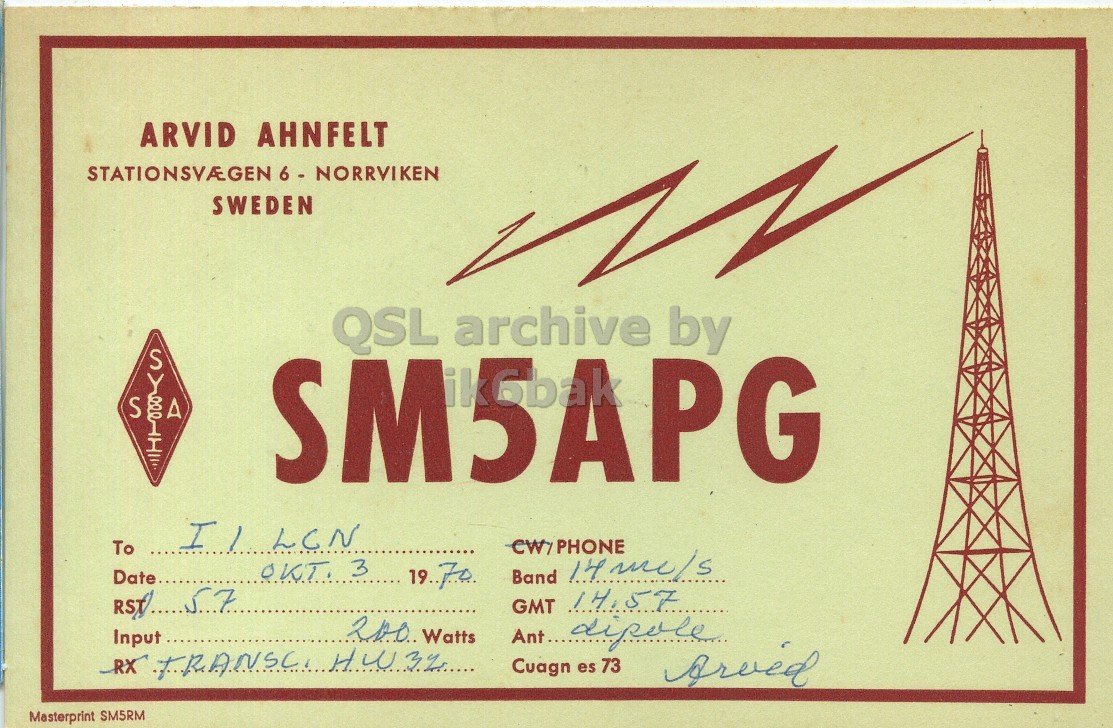 ARVID AHNFELT
STATIONSVÆGEN 6 - NORRVIKEN
SWEDEN
QSL archive by
ik6bak
S
S A
SM5APG
To I1 LCN
CW/PHONE
Date OKT. 3 1970
Band 14 mc/s
RST 57
GMT 14.57
Input 200 Watts
Ant dipole
RX TRANSC. HW32
Cuagn es 73 Arvid
Masterprint SM5RM